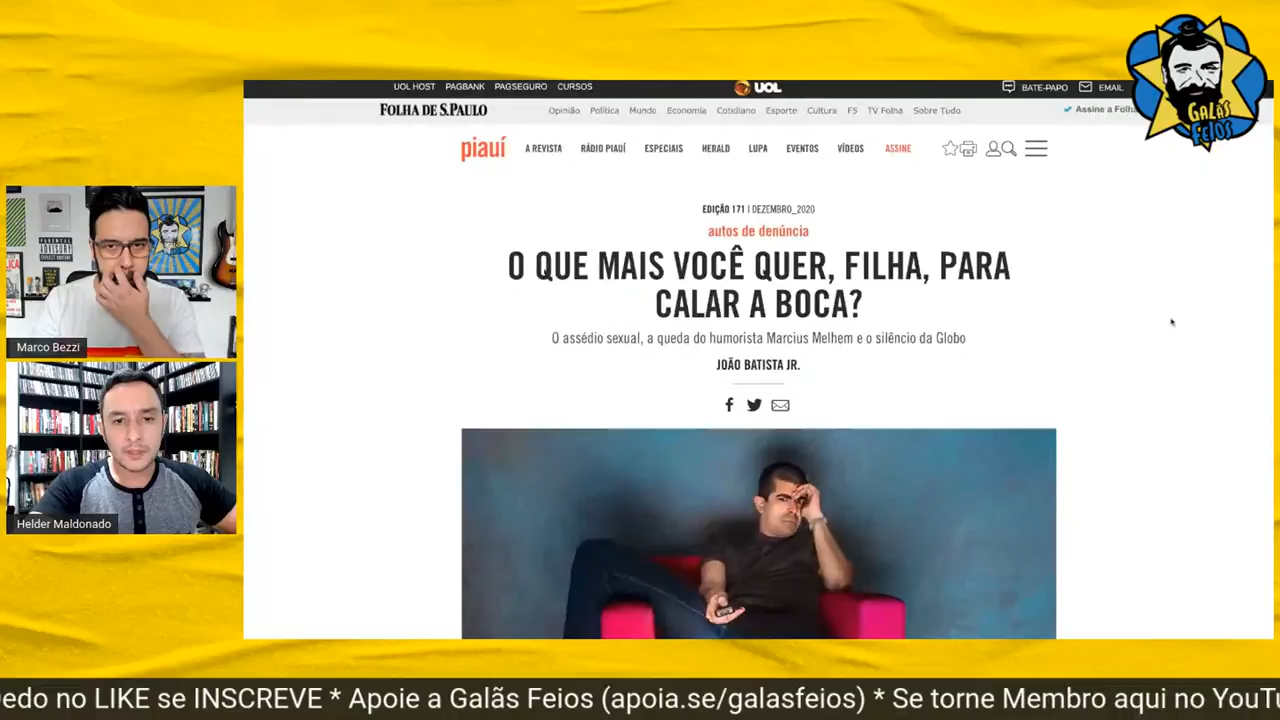 UOL HOST PAGBANK PAGSEGURO CURSOS UOL BATE-PAPO EMAIL
FOLHA DE S.PAULO Opinião Política Mundo Economia Cotidiano Esporte Cultura F5 TV Folha Sobre Tudo Assine a Folha
GALÃS FEIOS
piauí A REVISTA RÁDIO PIAUÍ ESPECIAIS HERALD LUPA EVENTOS VÍDEOS ASSINE
EDIÇÃO 171 | DEZEMBRO_2020
autos de denúncia
O QUE MAIS VOCÊ QUER, FILHA, PARA
CALAR A BOCA?
O assédio sexual, a queda do humorista Marcius Melhem e o silêncio da Globo
JOÃO BATISTA JR.
PARENTAL
ADVISORY
Marco Bezzi
Helder Maldonado
edo no LIKE se INSCREVE * Apoie a Galãs Feios (apoia.se/galasfeios) * Se torne Membro aqui no YouTu